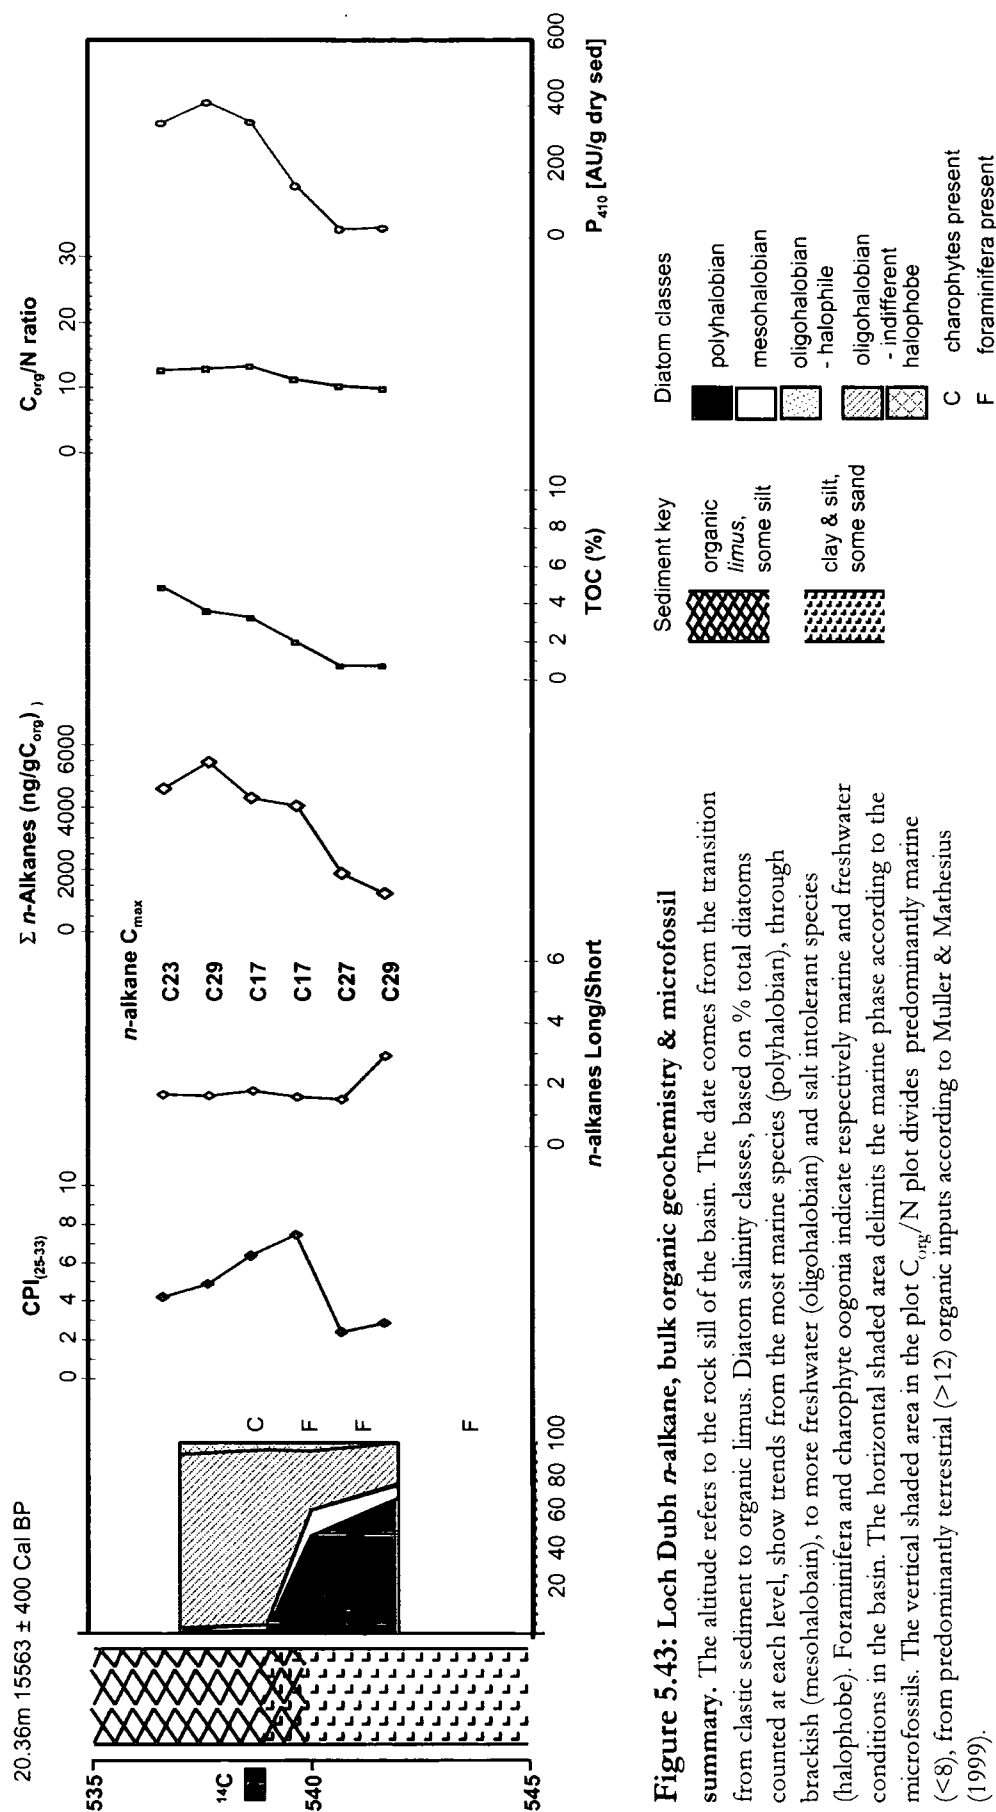 20.36m 15563 ± 400 Cal BP
CPI(25-33)
0 2 4 6 8 10
n-alkane Cmax
Σ n-Alkanes (ng/gCorg)
0 2000 4000 6000
Corg/N ratio
0 10 20 30
535
14C
540
545
C
F
F
F
C23
C29
C17
C17
C27
C29
20 40 60 80 100
0 2 4 6
n-alkanes Long/Short
0 2 4 6 8 10
TOC (%)
0 200 400 600
P410 [AU/g dry sed]
Figure 5.43: Loch Dubh n-alkane, bulk organic geochemistry & microfossil
summary. The altitude refers to the rock sill of the basin. The date comes from the transition
from clastic sediment to organic limus. Diatom salinity classes, based on % total diatoms
counted at each level, show trends from the most marine species (polyhalobian), through
brackish (mesohalobain), to more freshwater (oligohalobian) and salt intolerant species
(halophobe). Foraminifera and charophyte oogonia indicate respectively marine and freshwater
conditions in the basin. The horizontal shaded area delimits the marine phase according to the
microfossils. The vertical shaded area in the plot Corg/N plot divides predominantly marine
(<8), from predominantly terrestrial (>12) organic inputs according to Muller & Mathesius
(1999).
Sediment key
organic
limus,
some silt
clay & silt,
some sand
Diatom classes
polyhalobian
mesohalobian
oligohalobian
- halophile
oligohalobian
- indifferent
halophobe
C charophytes present
F foraminifera present